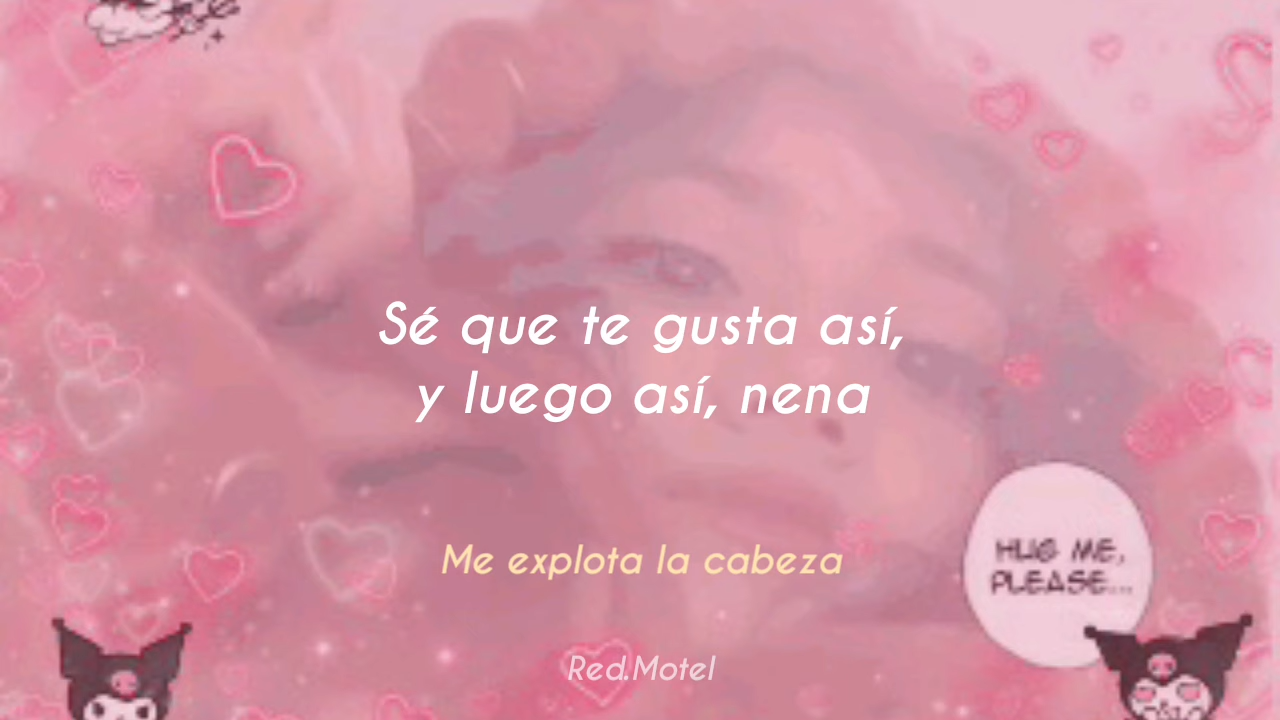 Sé que te gusta así,
y luego así, nena
Me explota la cabeza
HUG ME,
PLEASE...
Red.Motel